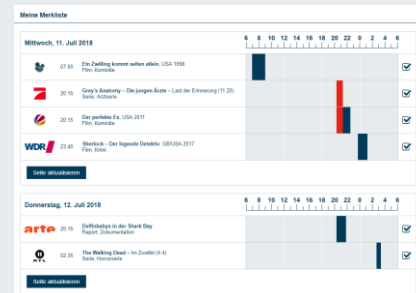 Meine Merkliste
Mittwoch, 11. Juli 2018
6 8 10 12 14 16 18 20 22 0 2 4 6
Ein Zwilling kommt selten allein, USA 1998
Film, Komödie
20:15
Grey's Anatomy – Die jungen Ärzte – Last der Erinnerung (11.20)
Serie, Arztserie
20:15
Der perfekte Ex, USA 2011
Film, Komödie
WDR
23:40
Sherlock – Der legende Detektiv, GB/USA 2017
Film, Krimi
Seite aktualisieren
Donnerstag, 12. Juli 2018
6 8 10 12 14 16 18 20 22 0 2 4 6
arte
20:15
Delfinbabys in der Shark Bay
Report, Dokumentation
RTL
02:35
The Walking Dead – Im Zweifel (4.4)
Serie, Horrorserie
Seite aktualisieren